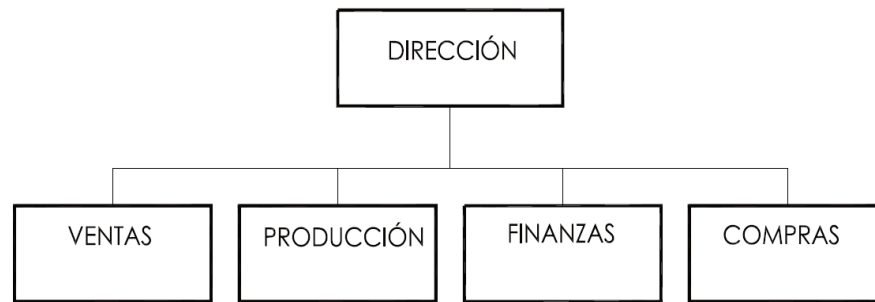 DIRECCIÓN
VENTAS
PRODUCCIÓN
FINANZAS
COMPRAS